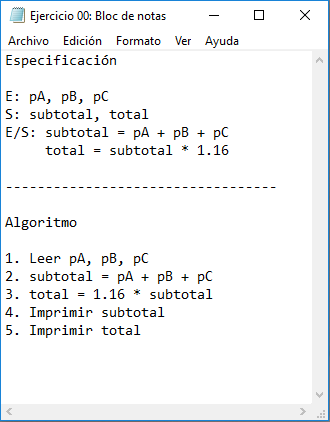 Ejercicio 00: Bloc de notas
Archivo Edición Formato Ver Ayuda
Especificación
E: pA, pB, pC
S: subtotal, total
E/S: subtotal = pA + pB + pC
total = subtotal * 1.16
----------------------------------
Algoritmo
1. Leer pA, pB, pC
2. subtotal = pA + pB + pC
3. total = 1.16 * subtotal
4. Imprimir subtotal
5. Imprimir total